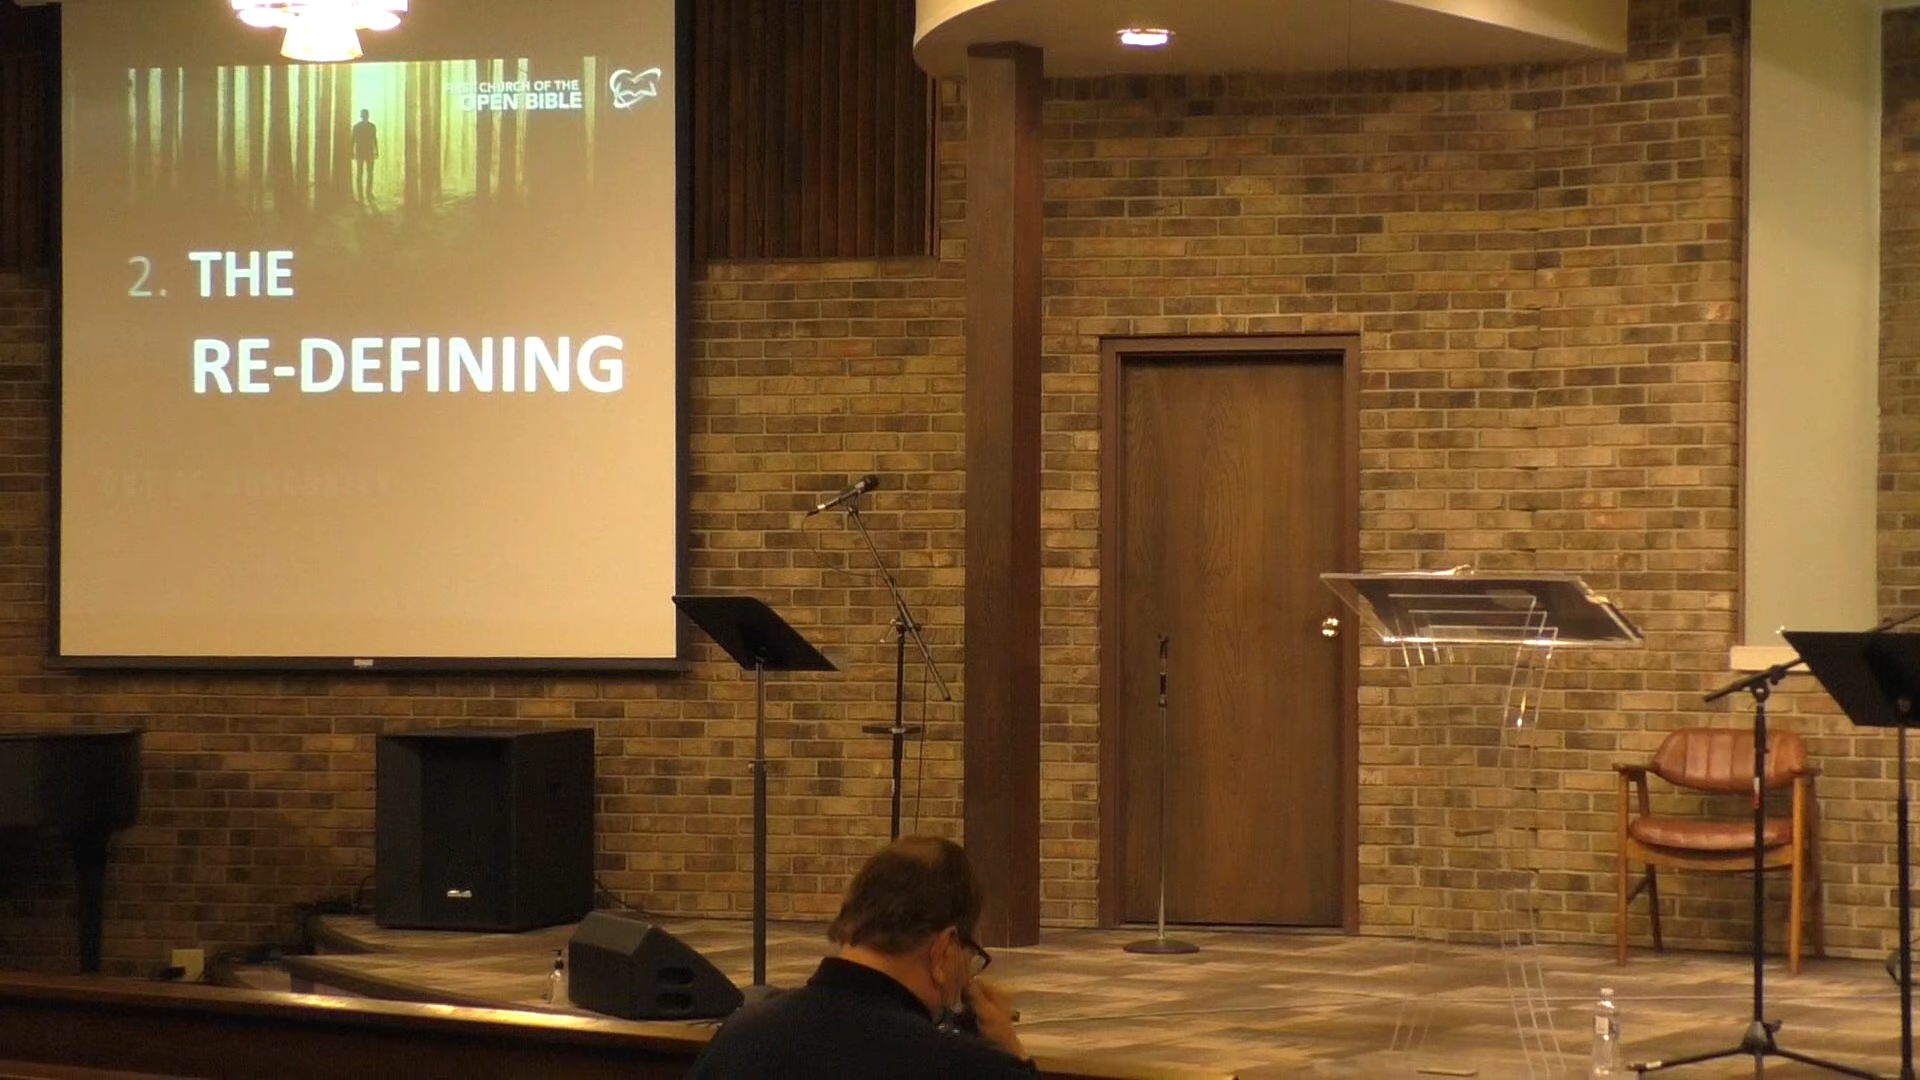 FIRST CHURCH OF THE
OPEN BIBLE
2. THE
RE-DEFINING